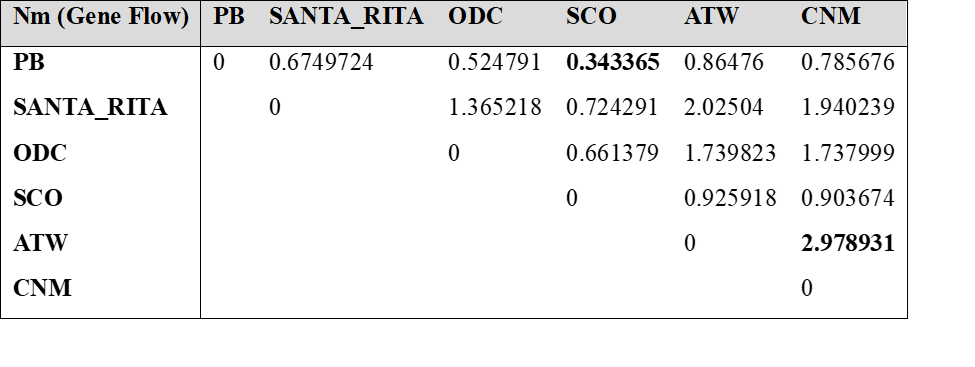 Nm (Gene Flow) PB SANTA_RITA ODC SCO ATW CNM
PB 0 0.6749724 0.524791 0.343365 0.86476 0.785676
SANTA_RITA 0 1.365218 0.724291 2.02504 1.940239
ODC 0 0.661379 1.739823 1.737999
SCO 0 0.925918 0.903674
ATW 0 2.978931
CNM 0